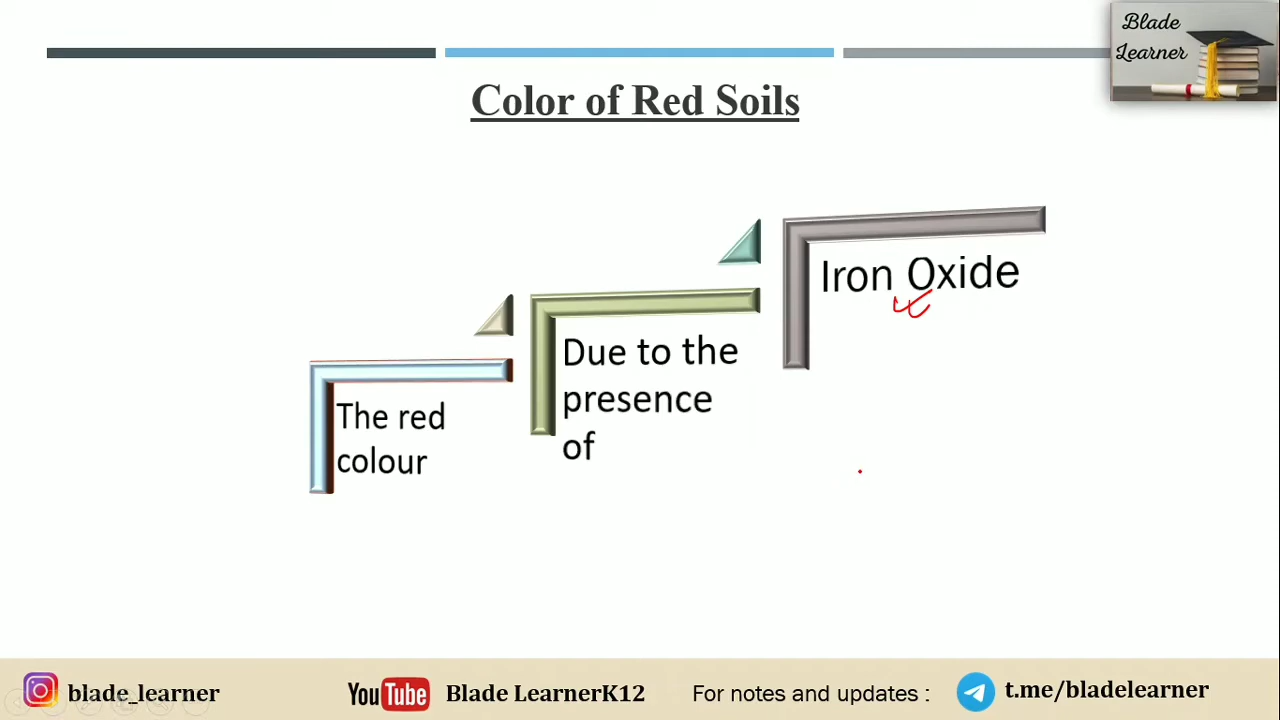 Blade
Learner
Color of Red Soils
Iron Oxide
Due to the
presence
of
The red
colour
blade_learner
YouTube
Blade LearnerK12
For notes and updates :
t.me/bladelearner